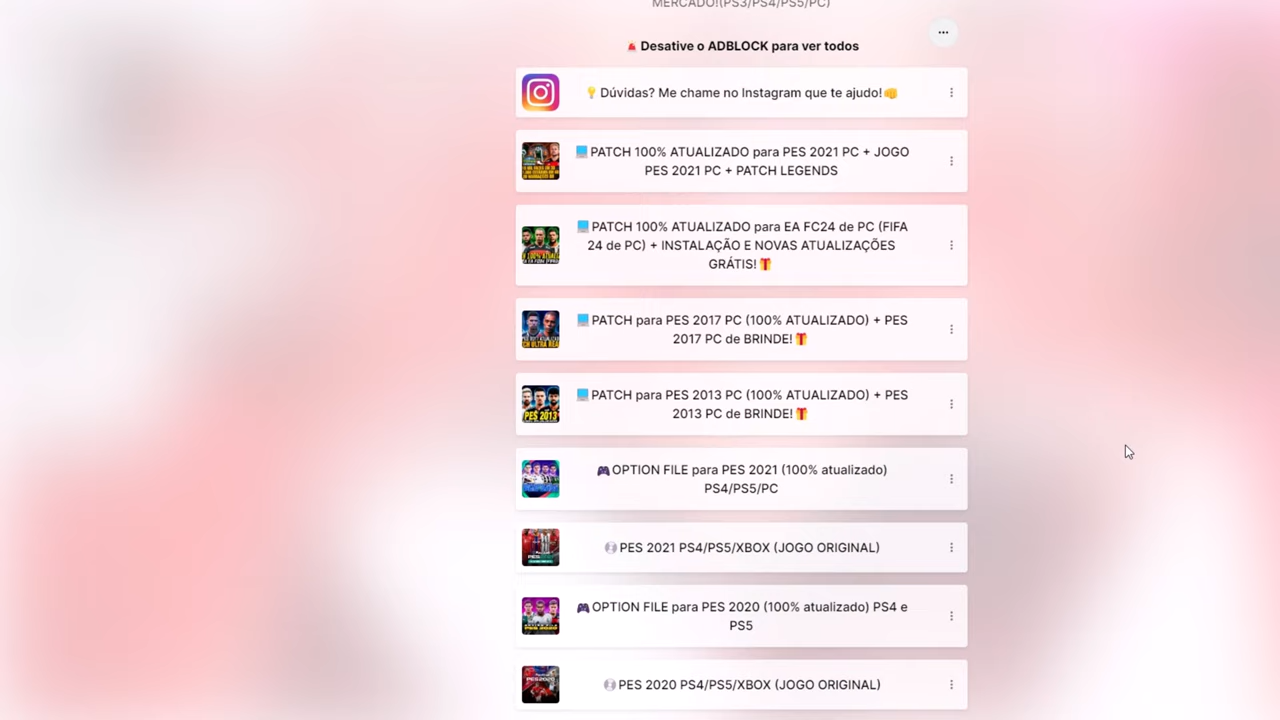 MERCADO!(PS3/PS4/PS5/PC)
🚨 Desative o ADBLOCK para ver todos
💡Dúvidas? Me chame no Instagram que te ajudo!👊
💻PATCH 100% ATUALIZADO para PES 2021 PC + JOGO
PES 2021 PC + PATCH LEGENDS
💻PATCH 100% ATUALIZADO para EA FC24 de PC (FIFA
24 de PC) + INSTALAÇÃO E NOVAS ATUALIZAÇÕES
GRÁTIS!🎁
💻PATCH para PES 2017 PC (100% ATUALIZADO) + PES
2017 PC de BRINDE!🎁
💻PATCH para PES 2013 PC (100% ATUALIZADO) + PES
2013 PC de BRINDE!🎁
PES 2013
🎮OPTION FILE para PES 2021 (100% atualizado)
PS4/PS5/PC
💿PES 2021 PS4/PS5/XBOX (JOGO ORIGINAL)
🎮OPTION FILE para PES 2020 (100% atualizado) PS4 e
PS5
💿PES 2020 PS4/PS5/XBOX (JOGO ORIGINAL)